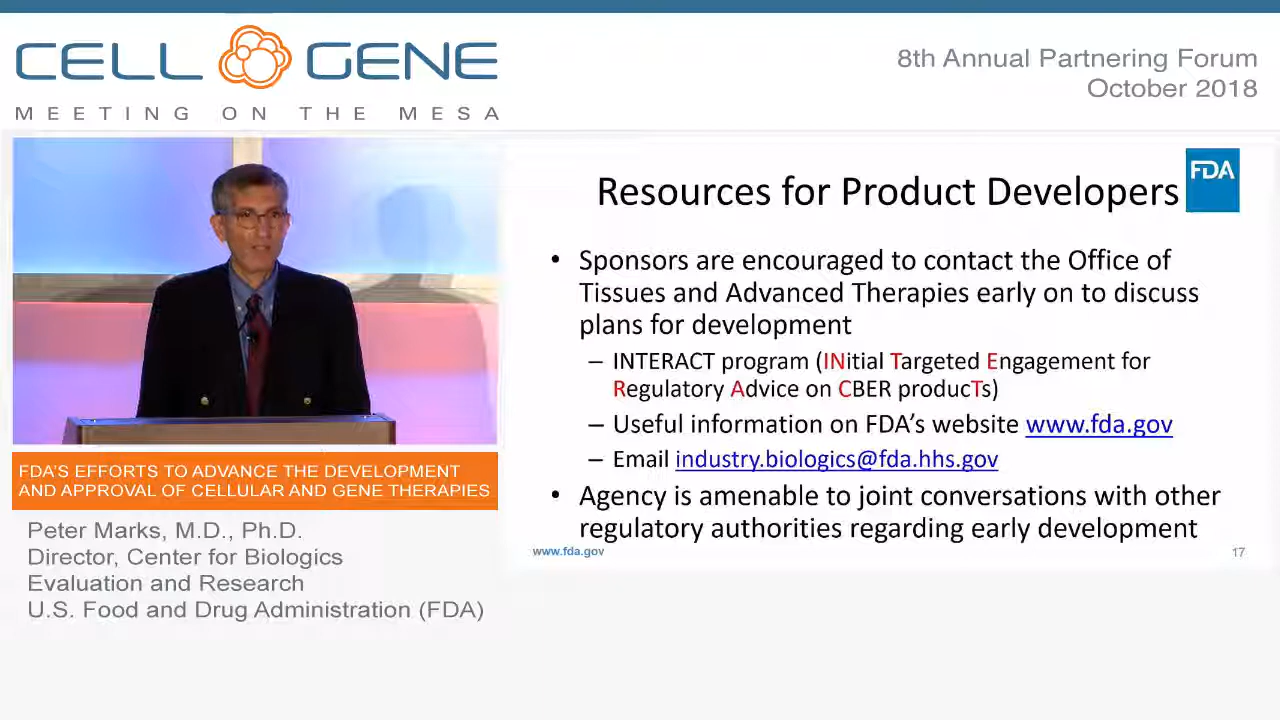 CELL GENE
MEETING ON THE MESA
8th Annual Partnering Forum
October 2018
FDA'S EFFORTS TO ADVANCE THE DEVELOPMENT
AND APPROVAL OF CELLULAR AND GENE THERAPIES
Peter Marks, M.D., Ph.D.
Director, Center for Biologics
Evaluation and Research
U.S. Food and Drug Administration (FDA)
Resources for Product Developers
FDA
• Sponsors are encouraged to contact the Office of
Tissues and Advanced Therapies early on to discuss
plans for development
– INTERACT program (INitial Targeted Engagement for
Regulatory Advice on CBER producTs)
– Useful information on FDA's website www.fda.gov
– Email industry.biologics@fda.hhs.gov
• Agency is amenable to joint conversations with other
regulatory authorities regarding early development
www.fda.gov
17